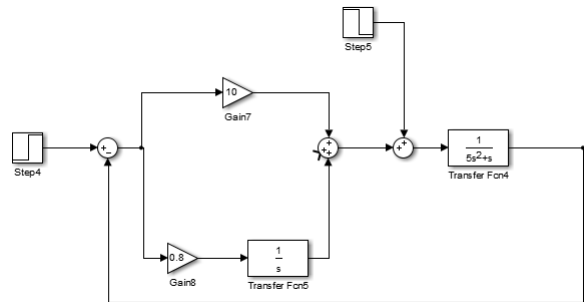 Step5
10
Gain7
+
-
+
+
+
+
+
1
5s²+s
Transfer Fcn4
Step4
0.8
Gain8
1
s
Transfer Fcn5